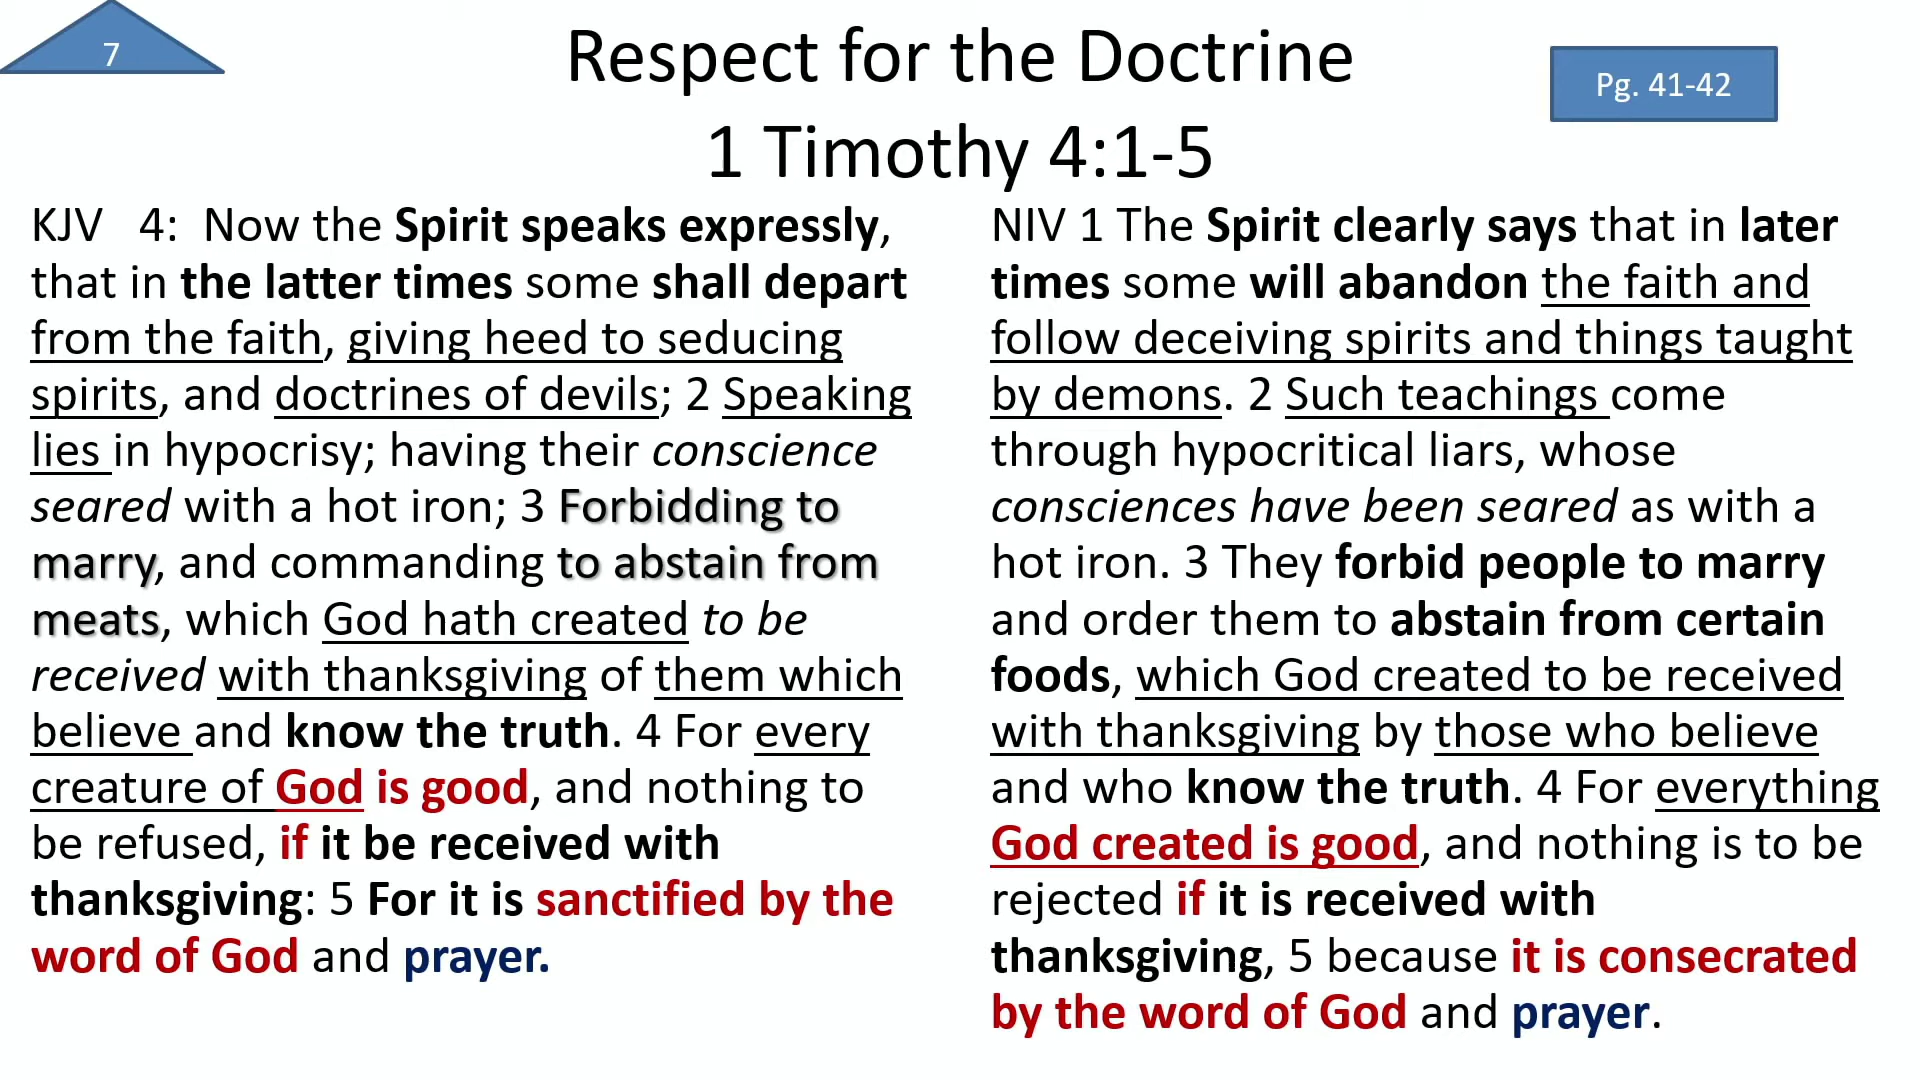 7
Respect for the Doctrine
1 Timothy 4:1-5
Pg. 41-42
KJV 4: Now the Spirit speaks expressly,
that in the latter times some shall depart
from the faith, giving heed to seducing
spirits, and doctrines of devils; 2 Speaking
lies in hypocrisy; having their conscience
seared with a hot iron; 3 Forbidding to
marry, and commanding to abstain from
meats, which God hath created to be
received with thanksgiving of them which
believe and know the truth. 4 For every
creature of God is good, and nothing to
be refused, if it be received with
thanksgiving: 5 For it is sanctified by the
word of God and prayer.
NIV 1 The Spirit clearly says that in later
times some will abandon the faith and
follow deceiving spirits and things taught
by demons. 2 Such teachings come
through hypocritical liars, whose
consciences have been seared as with a
hot iron. 3 They forbid people to marry
and order them to abstain from certain
foods, which God created to be received
with thanksgiving by those who believe
and who know the truth. 4 For everything
God created is good, and nothing is to be
rejected if it is received with
thanksgiving, 5 because it is consecrated
by the word of God and prayer.